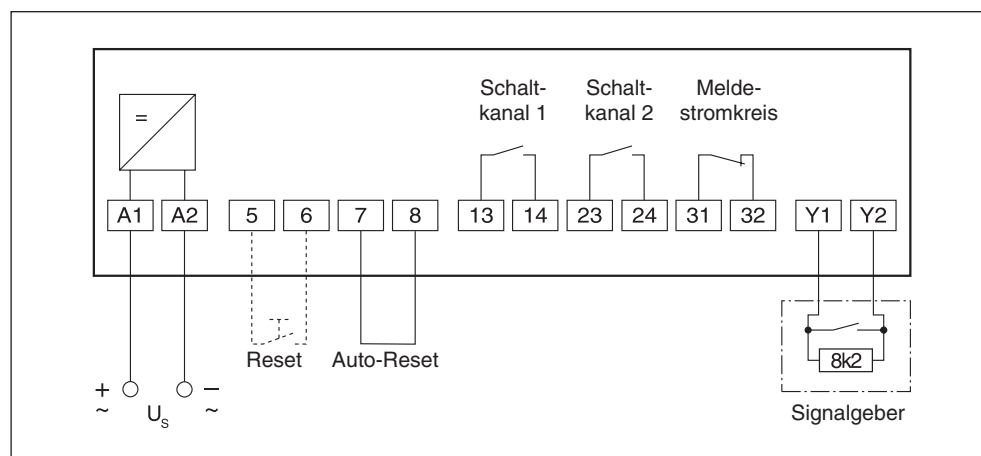 Schalt-
kanal 1
Schalt-
kanal 2
Melde-
stromkreis
=
A1 A2 5 6 7 8 13 14 23 24 31 32 Y1 Y2
Reset
Auto-Reset
8k2
+ −
~ ~
US
Signalgeber